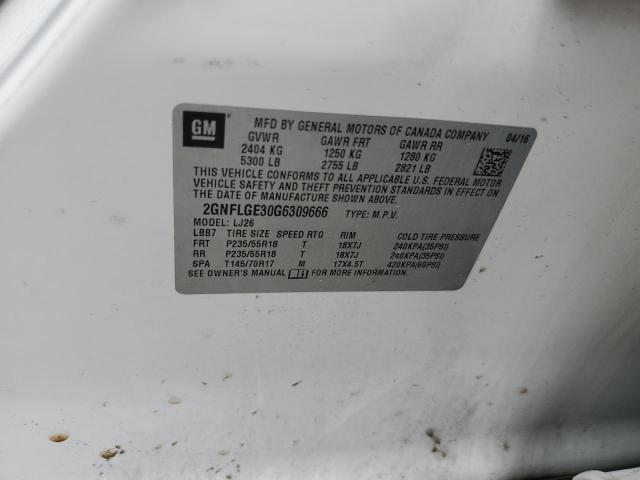 GM
MFD BY GENERAL MOTORS OF CANADA COMPANY 04/16
GVWR GAWR FRT GAWR RR
2404 KG 1250 KG 1280 KG
5300 LB 2755 LB 2821 LB
THIS VEHICLE CONFORMS TO ALL APPLICABLE U.S. FEDERAL MOTOR
VEHICLE SAFETY AND THEFT PREVENTION STANDARDS IN EFFECT ON
THE DATE OF MANUFACTURE SHOWN ABOVE.
2GNFLGE30G6309666 TYPE: M.P.V.
MODEL: LJ26
LBB7 TIRE SIZE SPEED RTG RIM COLD TIRE PRESSURE
FRT P235/55R18 T 18X7J 240KPA(35PSI)
RR P235/55R18 T 18X7J 240KPA(35PSI)
SPA T145/70R17 M 17X4.5T 420KPA(60PSI)
SEE OWNER'S MANUAL FOR MORE INFORMATION.